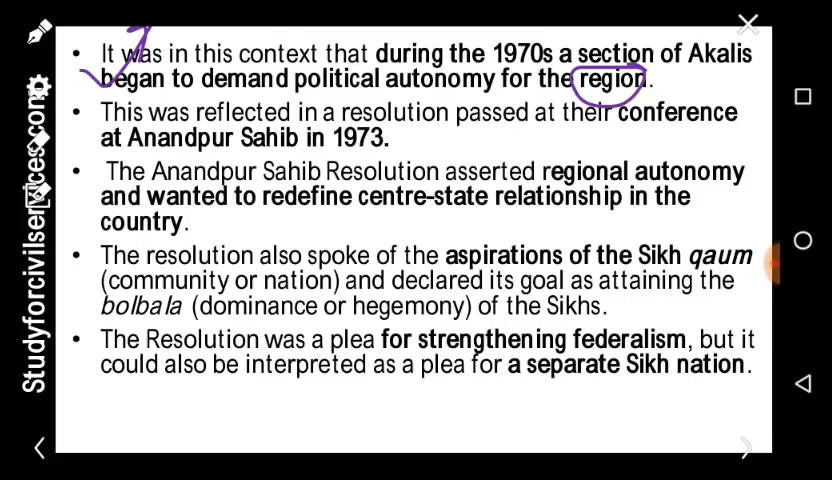 • It was in this context that during the 1970s a section of Akalis
began to demand political autonomy for the region.
• This was reflected in a resolution passed at their conference
at Anandpur Sahib in 1973.
• The Anandpur Sahib Resolution asserted regional autonomy
and wanted to redefine centre-state relationship in the
country.
• The resolution also spoke of the aspirations of the Sikh qaum
(community or nation) and declared its goal as attaining the
bolbala (dominance or hegemony) of the Sikhs.
• The Resolution was a plea for strengthening federalism, but it
could also be interpreted as a plea for a separate Sikh nation.
Studyforcivilservices.com